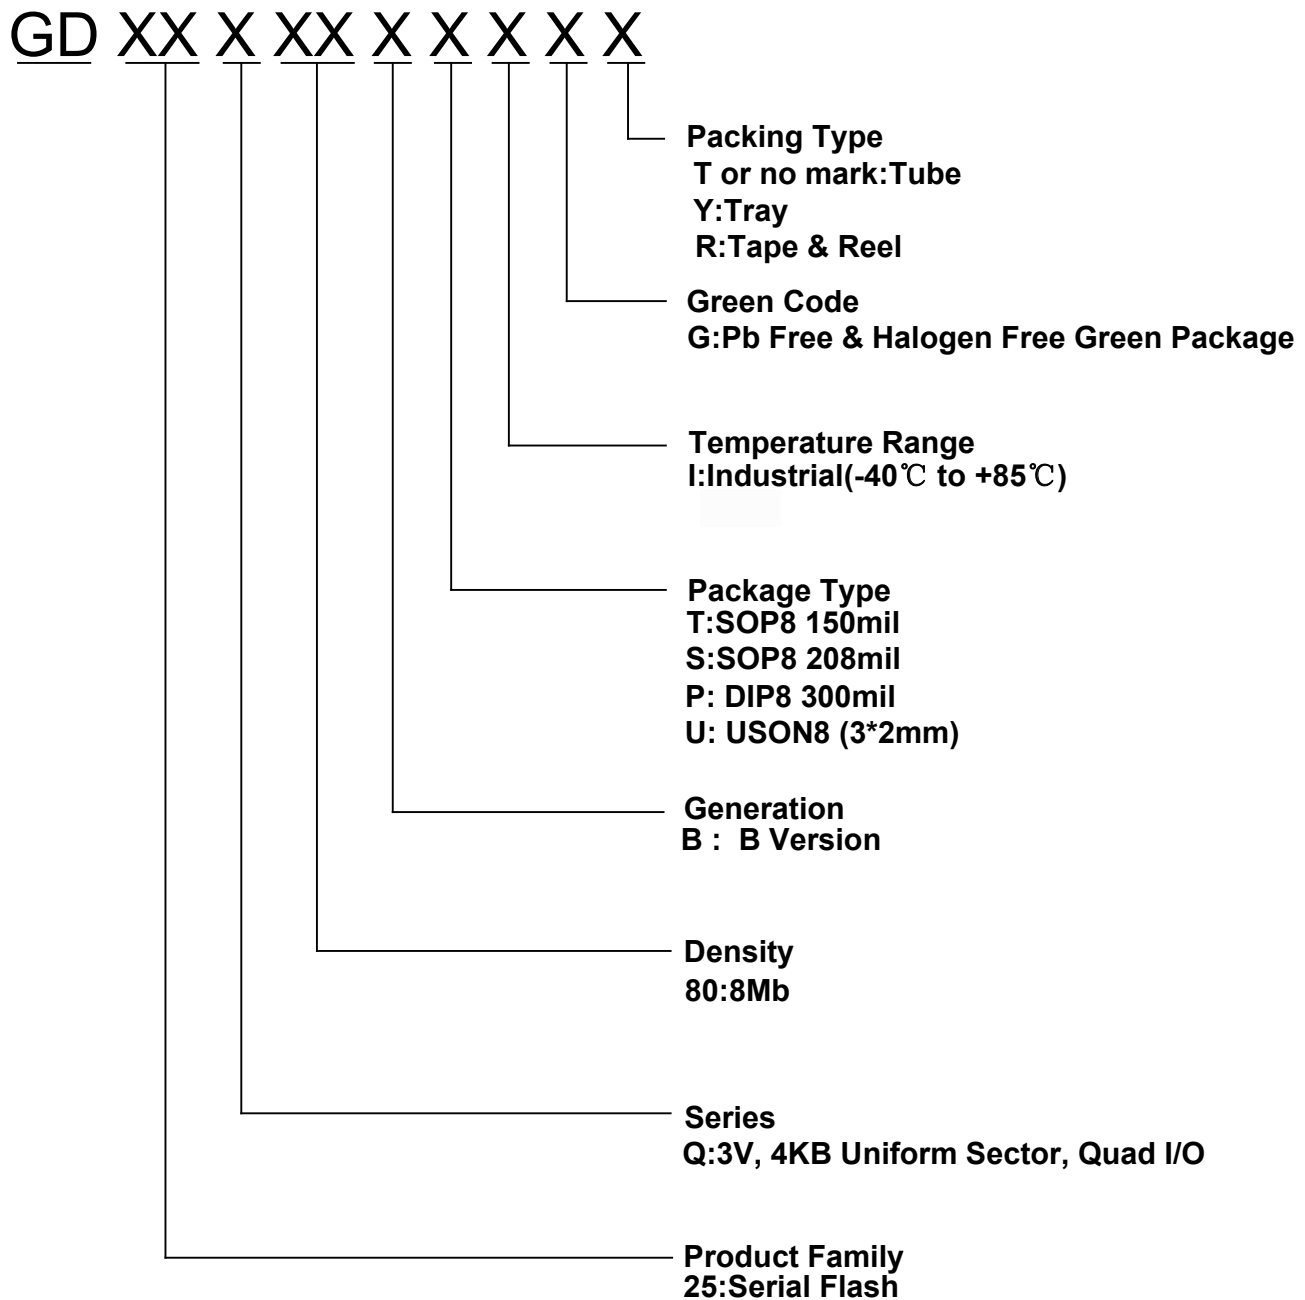 GD XX X XX X X X X X
Packing Type
T or no mark:Tube
Y:Tray
R:Tape & Reel
Green Code
G:Pb Free & Halogen Free Green Package
Temperature Range
I:Industrial(-40℃ to +85℃)
Package Type
T:SOP8 150mil
S:SOP8 208mil
P: DIP8 300mil
U: USON8 (3*2mm)
Generation
B : B Version
Density
80:8Mb
Series
Q:3V, 4KB Uniform Sector, Quad I/O
Product Family
25:Serial Flash